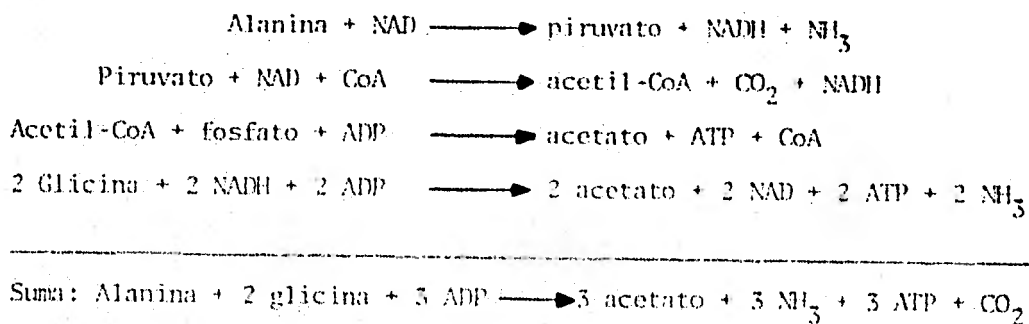 Alanina + NAD ⟶ piruvato + NADH + NH₃
Piruvato + NAD + CoA ⟶ acetil-CoA + CO₂ + NADH
Acetil-CoA + fosfato + ADP ⟶ acetato + ATP + CoA
2 Glicina + 2 NADH + 2 ADP ⟶ 2 acetato + 2 NAD + 2 ATP + 2 NH₃
Suma: Alanina + 2 glicina + 3 ADP ⟶ 3 acetato + 3 NH₃ + 3 ATP + CO₂